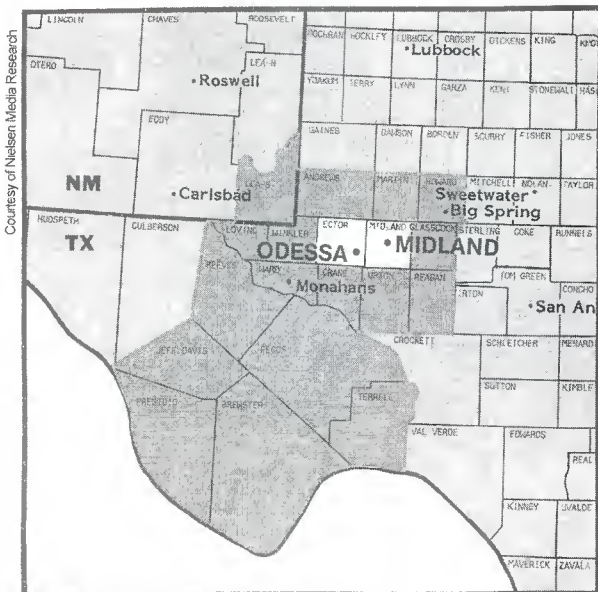 Courtesy of Nielsen Media Research
LINCOLN CHAVES ROOSEVELT
COCHRAN HOCKLEY LUBBOCK CROSBY DICKENS KING
Lubbock
OTERO LEA-N
Roswell
YOAKUM TERRY LYNN GARZA KENT STONEWALL
EDDY
GAINES DAWSON BORDEN SCURRY FISHER JONES
NM
Carlsbad
LEA-S
ANDREWS MARTIN HOWARD MITCHELL NOLAN TAYLOR
Sweetwater
Big Spring
HUDSPETH CULBERSON
TX
LOVING WINKLER ECTOR MIDLAND GLASSCOCK STERLING COKE RUNNELS
ODESSA MIDLAND
REEVES WARD CRANE UPTON REAGAN TOM GREEN CONCHO
Monahans
San An
CROCKETT SCHLEICHER MENARD
JEFF DAVIS PECOS
SUTTON KIMBLE
PRESIDIO BREWSTER TERRELL
VAL VERDE EDWARDS
REAL
KINNEY UVALDE
MAVERICK ZAVALA